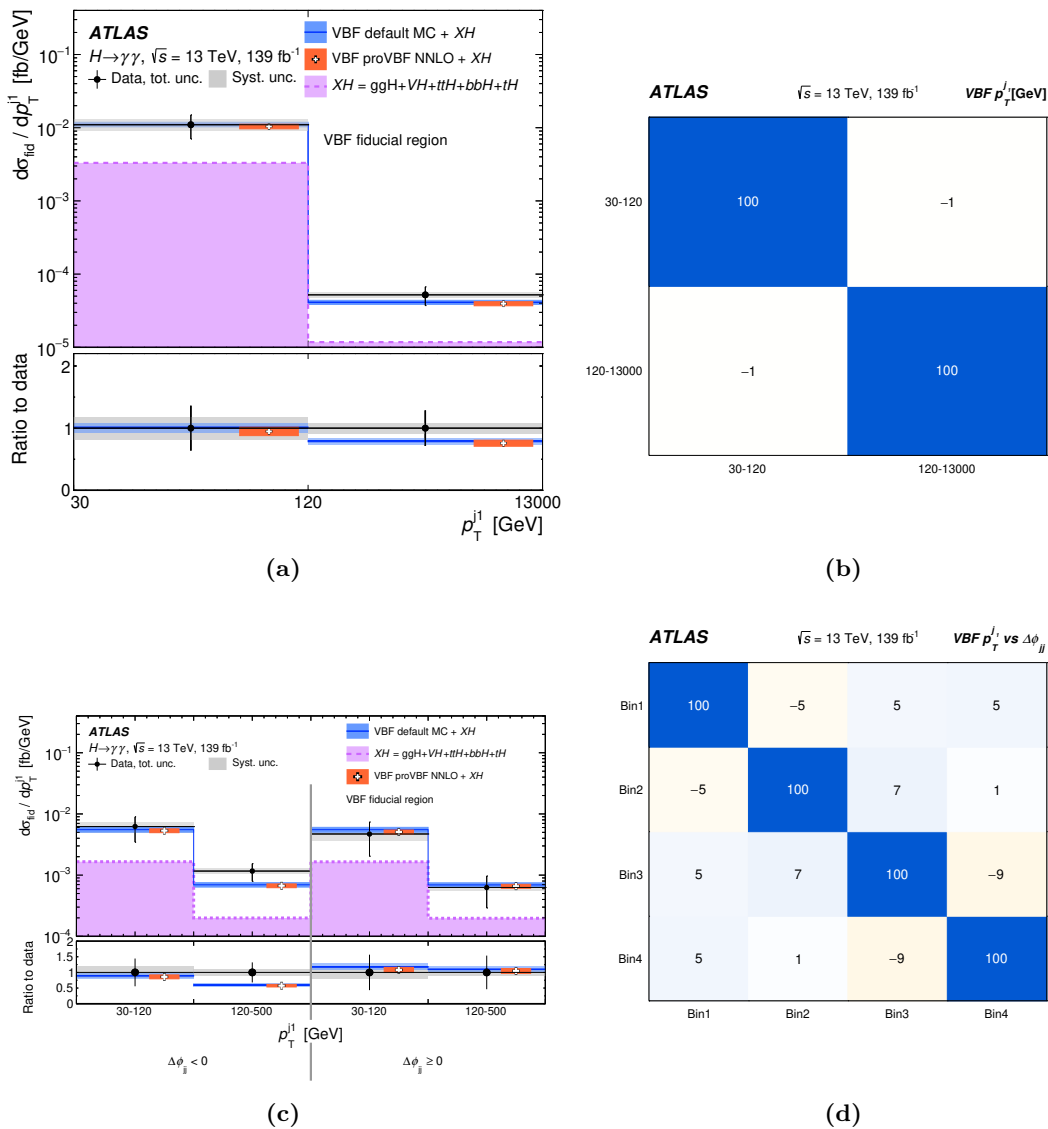 ATLAS
H→γγ, √s = 13 TeV, 139 fb⁻¹
Data, tot. unc. Syst. unc.
VBF default MC + XH
VBF proVBF NNLO + XH
XH = ggH+VH+ttH+bbH+tH
VBF fiducial region
dσ_fid / dp_T^j1 [fb/GeV]
10⁻¹
10⁻²
10⁻³
10⁻⁴
10⁻⁵
Ratio to data
2
1
0
30 120 13000
p_T^j1 [GeV]
(a)
ATLAS √s = 13 TeV, 139 fb⁻¹ VBF p_T^j₁[GeV]
30-120 100 −1
120-13000 −1 100
30-120 120-13000
(b)
ATLAS
H→γγ, √s = 13 TeV, 139 fb⁻¹
Data, tot. unc. Syst. unc.
VBF default MC + XH
XH = ggH+VH+ttH+bbH+tH
VBF proVBF NNLO + XH
VBF fiducial region
dσ_fid / dp_T^j1 [fb/GeV]
10⁻¹
10⁻²
10⁻³
10⁻⁴
Ratio to data
2
1.5
1
0.5
0
30-120 120-500 30-120 120-500
p_T^j1 [GeV]
Δϕ_jj < 0 Δϕ_jj ≥ 0
(c)
ATLAS √s = 13 TeV, 139 fb⁻¹ VBF p_T^j₁ vs Δϕ_jj
Bin1 100 −5 5 5
Bin2 −5 100 7 1
Bin3 5 7 100 −9
Bin4 5 1 −9 100
Bin1 Bin2 Bin3 Bin4
(d)